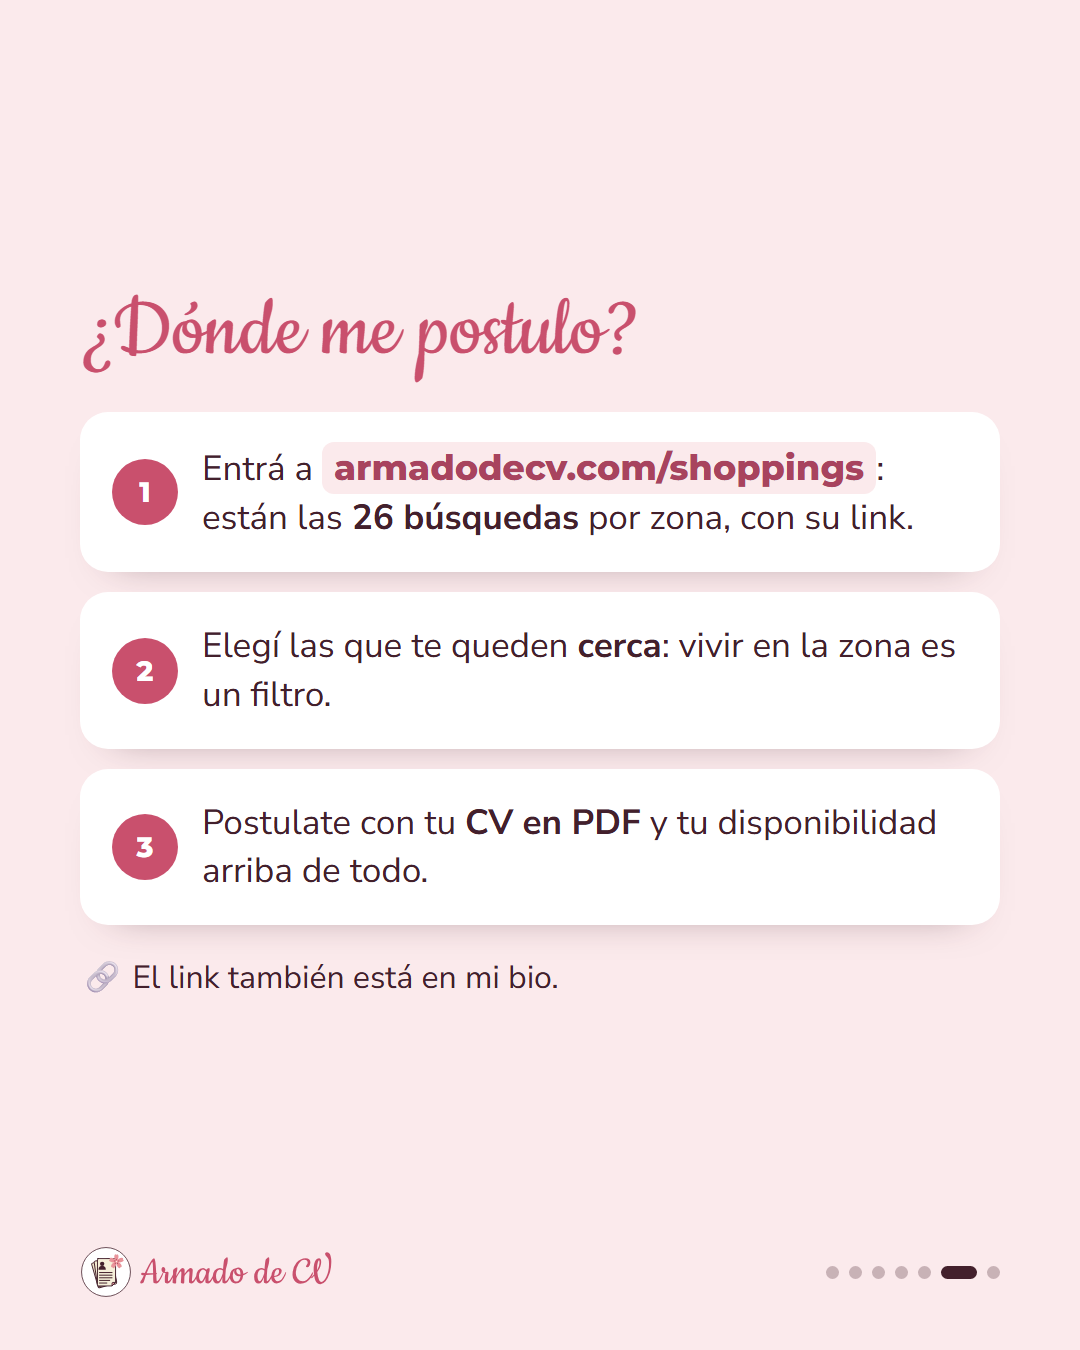 ¿Dónde me postulo?
1
Entrá a armadodecv.com/shoppings :
están las 26 búsquedas por zona, con su link.
2
Elegí las que te queden cerca: vivir en la zona es
un filtro.
3
Postulate con tu CV en PDF y tu disponibilidad
arriba de todo.
El link también está en mi bio.
Armado de CV